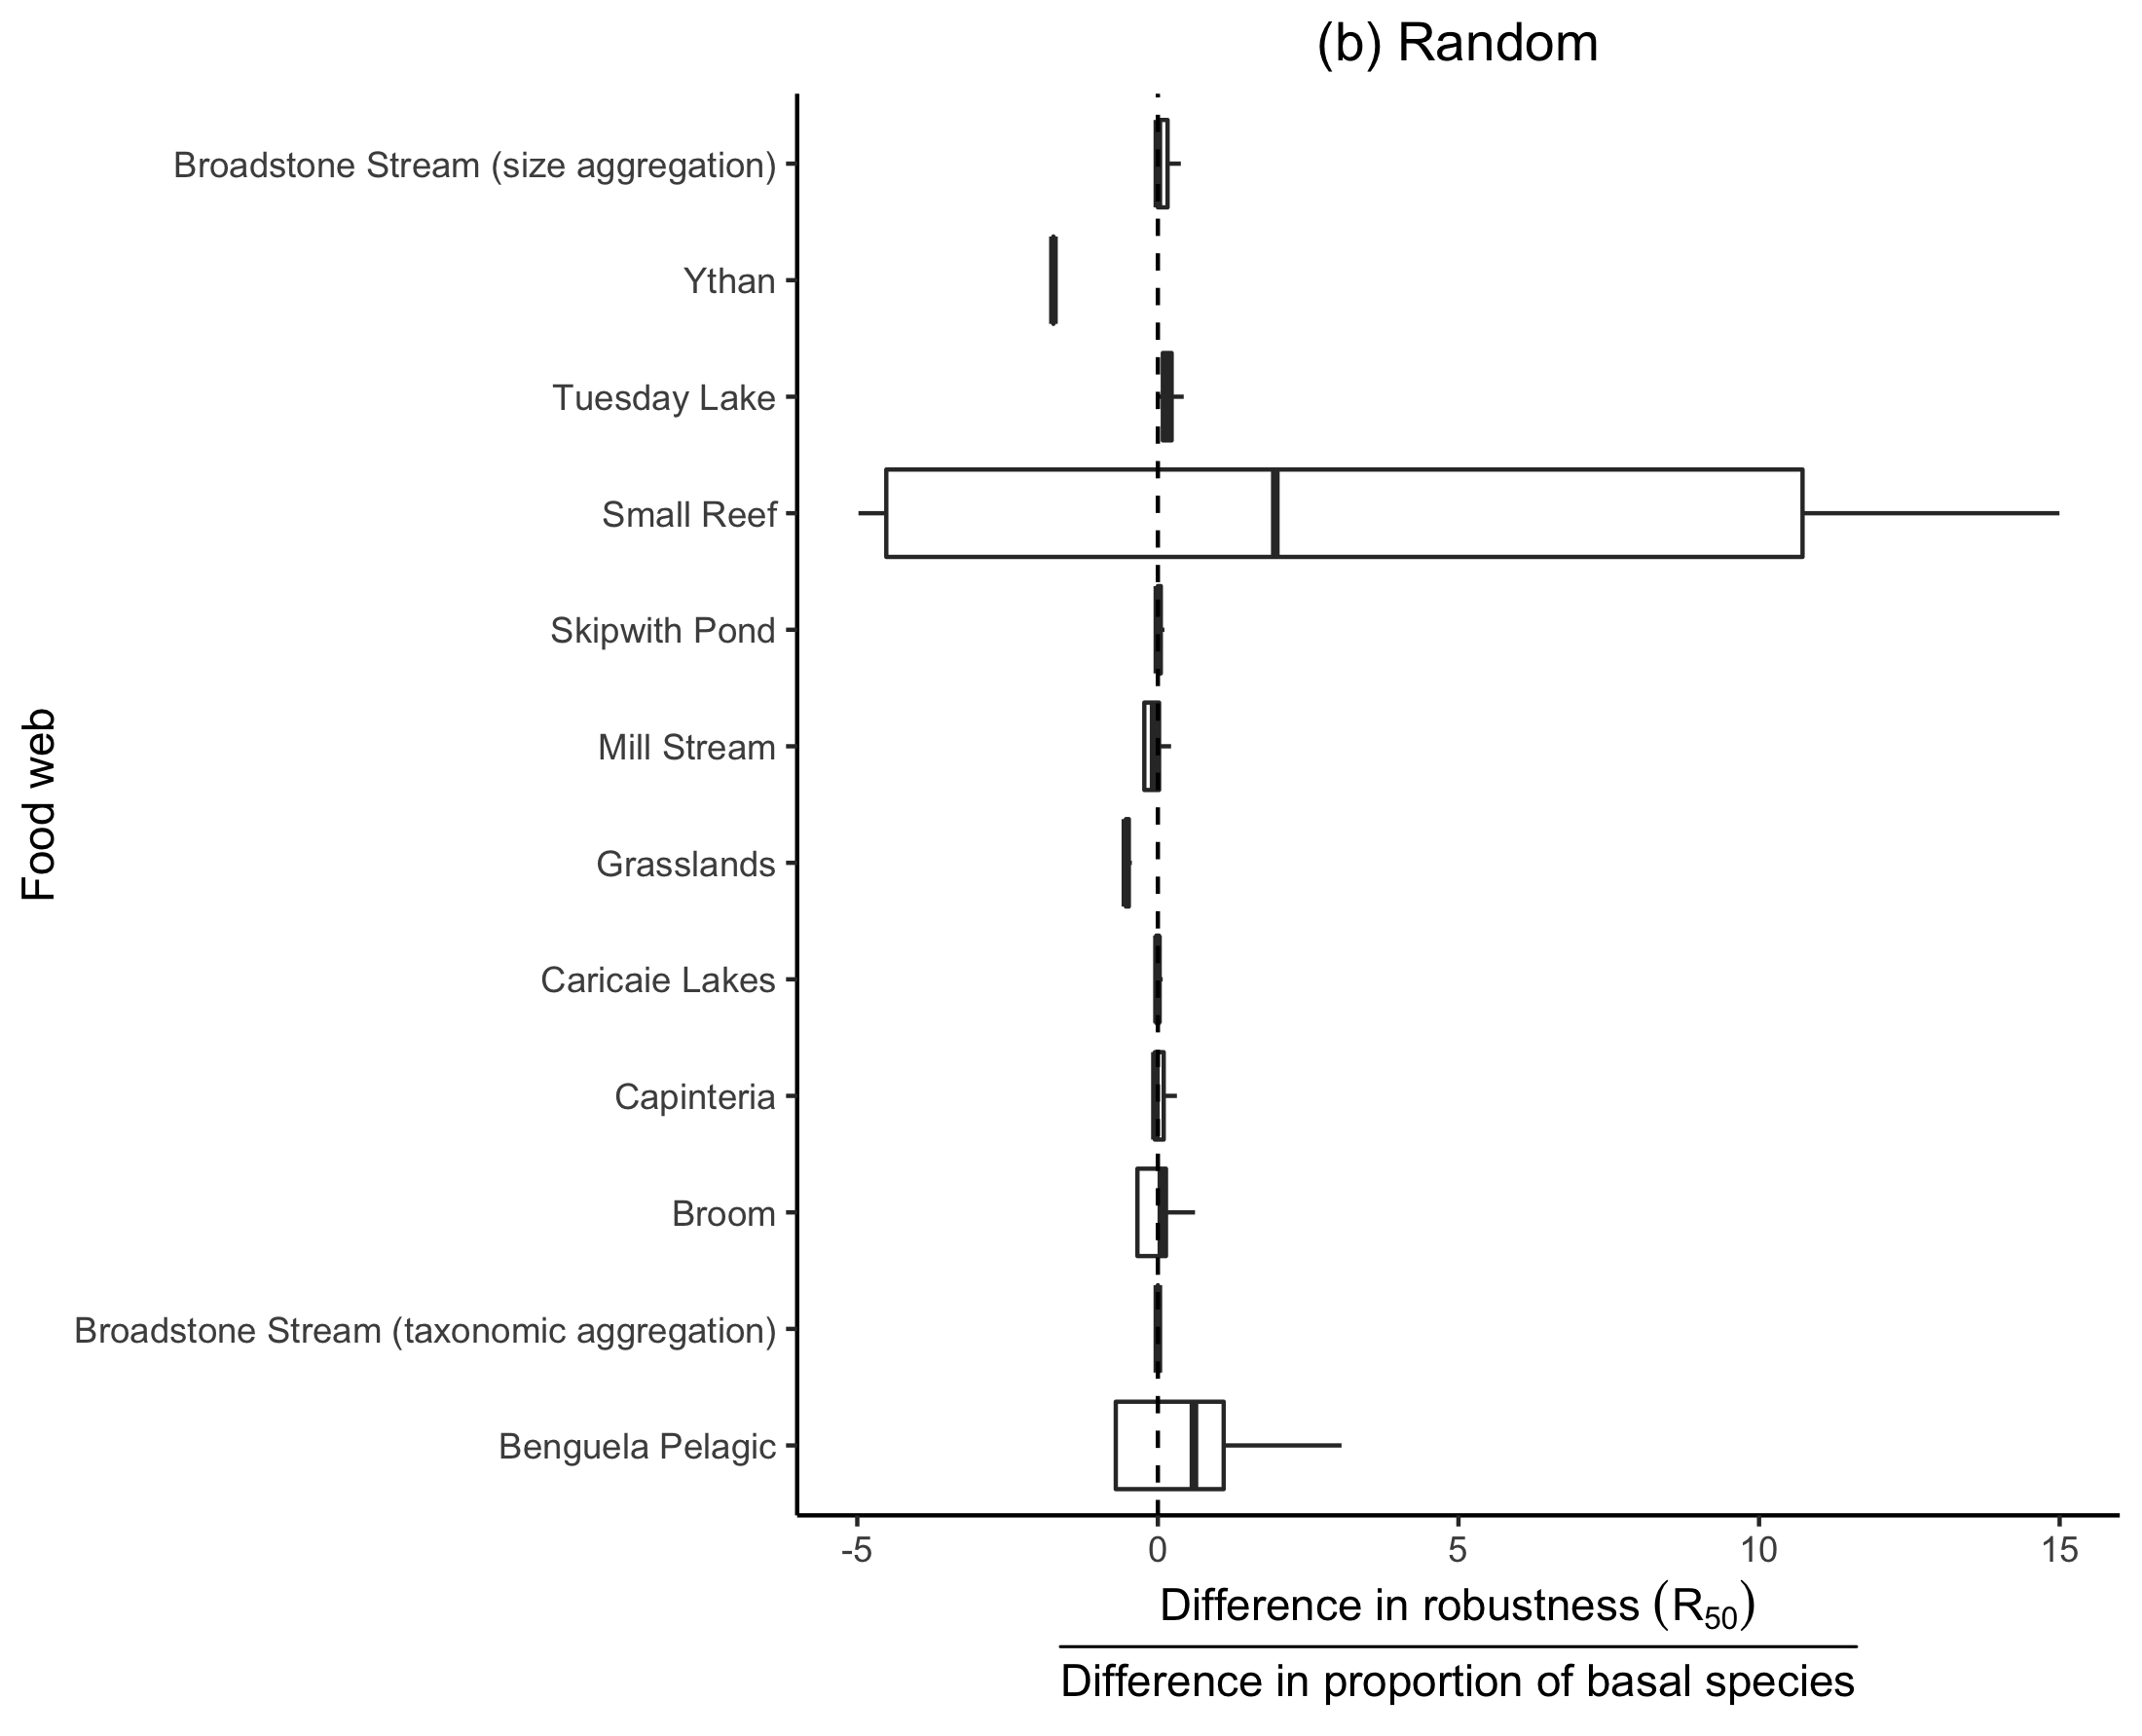 (b) Random
Broadstone Stream (size aggregation)
Ythan
Tuesday Lake
Small Reef
Skipwith Pond
Mill Stream
Grasslands
Caricaie Lakes
Capinteria
Broom
Broadstone Stream (taxonomic aggregation)
Benguela Pelagic
Food web
-5 0 5 10 15
Difference in robustness (R50)
Difference in proportion of basal species